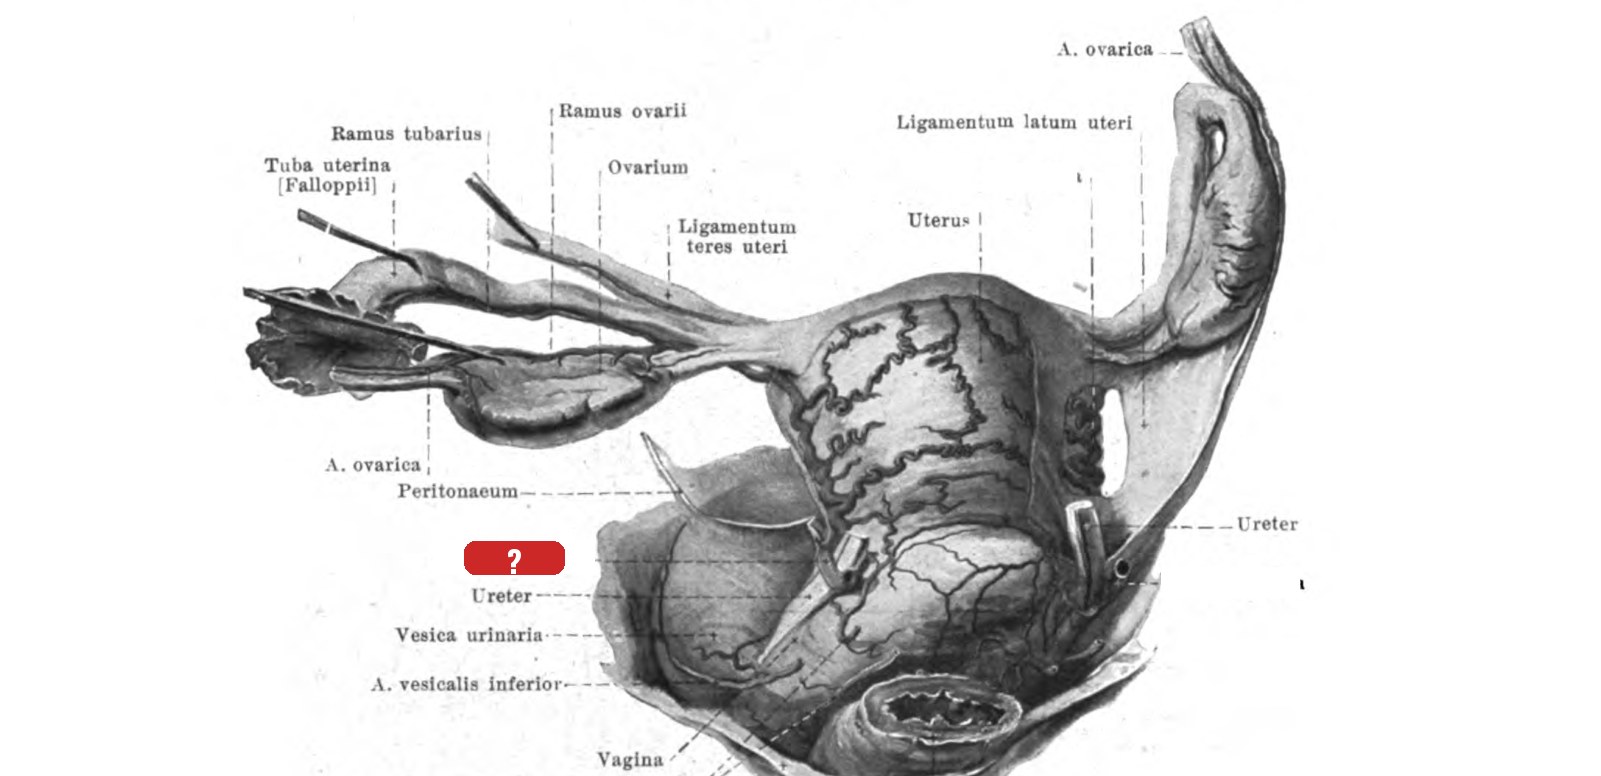 A. ovarica
Ramus ovarii
Ligamentum latum uteri
Ramus tubarius
Tuba uterina
[Falloppii]
Ovarium
Uterus
Ligamentum
teres uteri
A. ovarica
Peritonaeum
Ureter
?
Ureter
Vesica urinaria
A. vesicalis inferior
Vagina